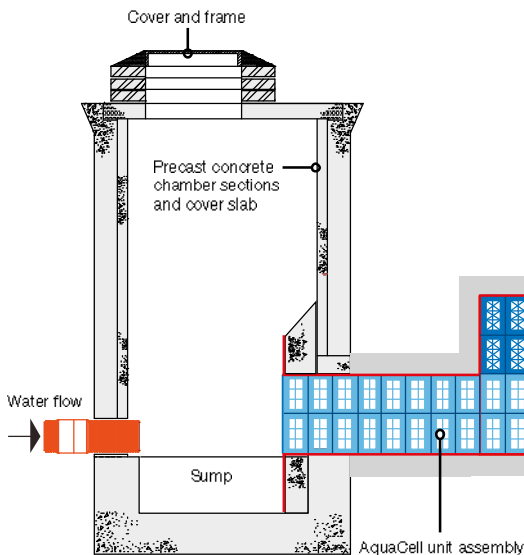 Cover and frame
Precast concrete
chamber sections
and cover slab
Water flow
Sump
AquaCell unit assembly